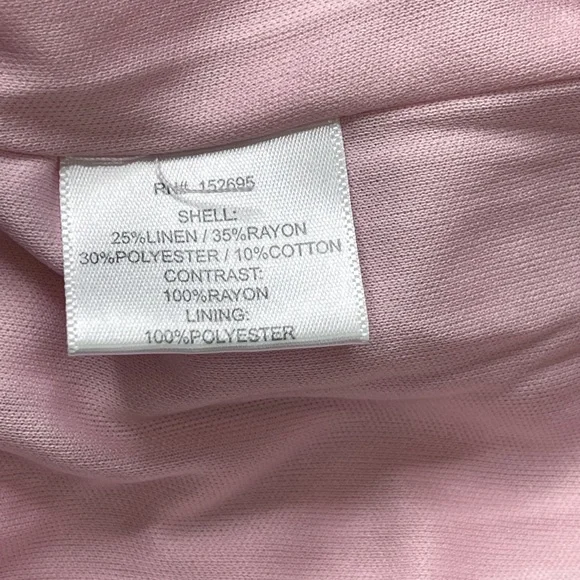 RN# 152695
SHELL:
25%LINEN / 35%RAYON
30%POLYESTER / 10%COTTON
CONTRAST:
100%RAYON
LINING:
100%POLYESTER